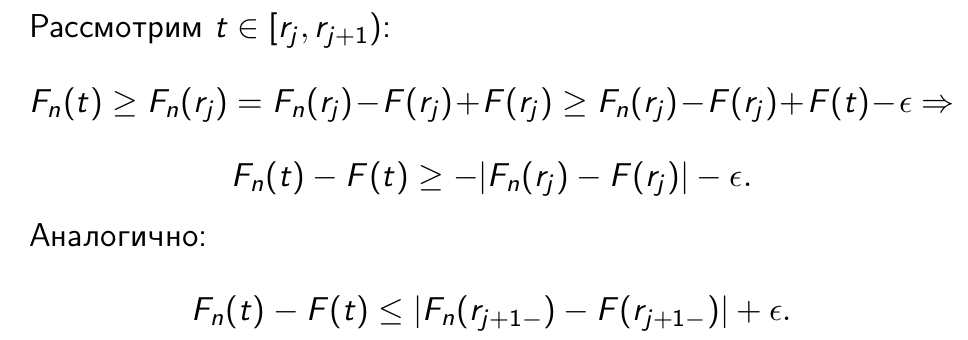 Рассмотрим t ∈ [r_j, r_{j+1}):
F_n(t) ≥ F_n(r_j) = F_n(r_j)−F(r_j)+F(r_j) ≥ F_n(r_j)−F(r_j)+F(t)−ϵ ⇒
F_n(t) − F(t) ≥ −|F_n(r_j) − F(r_j)| − ϵ.
Аналогично:
F_n(t) − F(t) ≤ |F_n(r_{j+1−}) − F(r_{j+1−})| + ϵ.